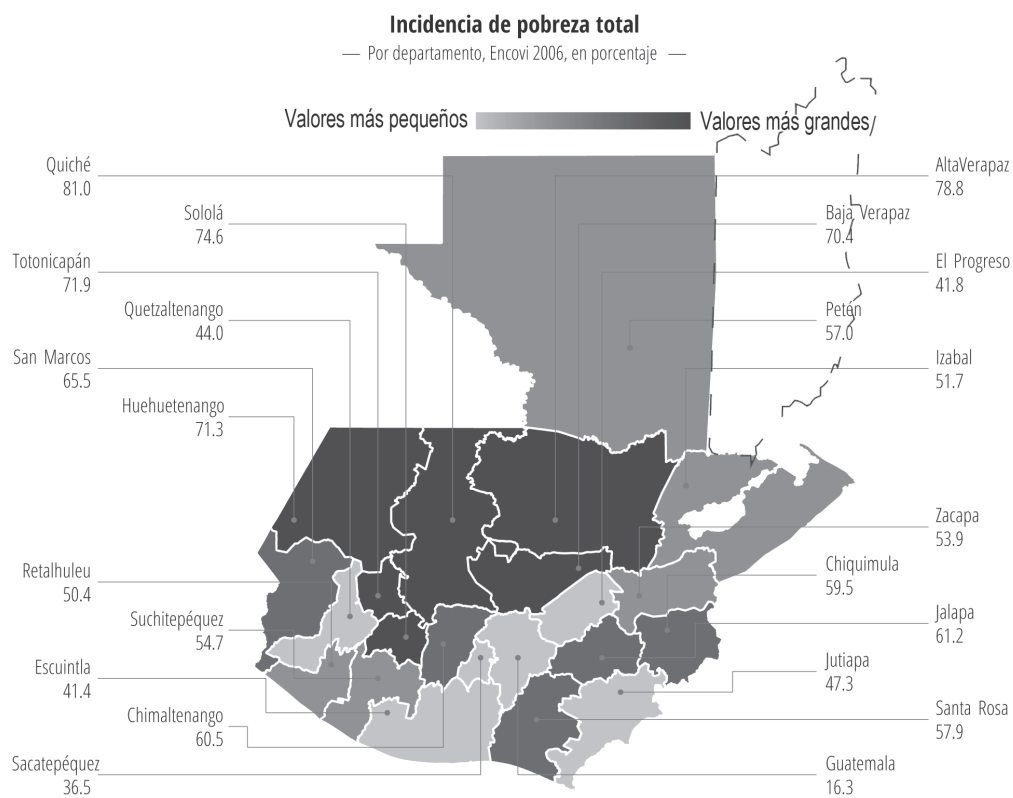 Incidencia de pobreza total
Por departamento, Encovi 2006, en porcentaje
Valores más pequeños
Valores más grandes
Quiché
81.0
Sololá
74.6
Totonicapán
71.9
Quetzaltenango
44.0
San Marcos
65.5
Huehuetenango
71.3
Retalhuleu
50.4
Suchitepéquez
54.7
Escuintla
41.4
Chimaltenango
60.5
Sacatepéquez
36.5
AltaVerapaz
78.8
Baja Verapaz
70.4
El Progreso
41.8
Petén
57.0
Izabal
51.7
Zacapa
53.9
Chiquimula
59.5
Jalapa
61.2
Jutiapa
47.3
Santa Rosa
57.9
Guatemala
16.3